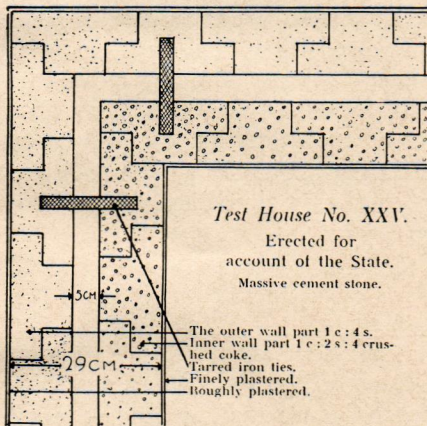 Test House No. XXV.
Erected for
account of the State.
Massive cement stone.
5CM
The outer wall part 1 c : 4 s.
Inner wall part 1 c : 2 s : 4 crus-
hed coke.
Tarred iron ties.
29CM
Finely plastered.
Roughly plastered.